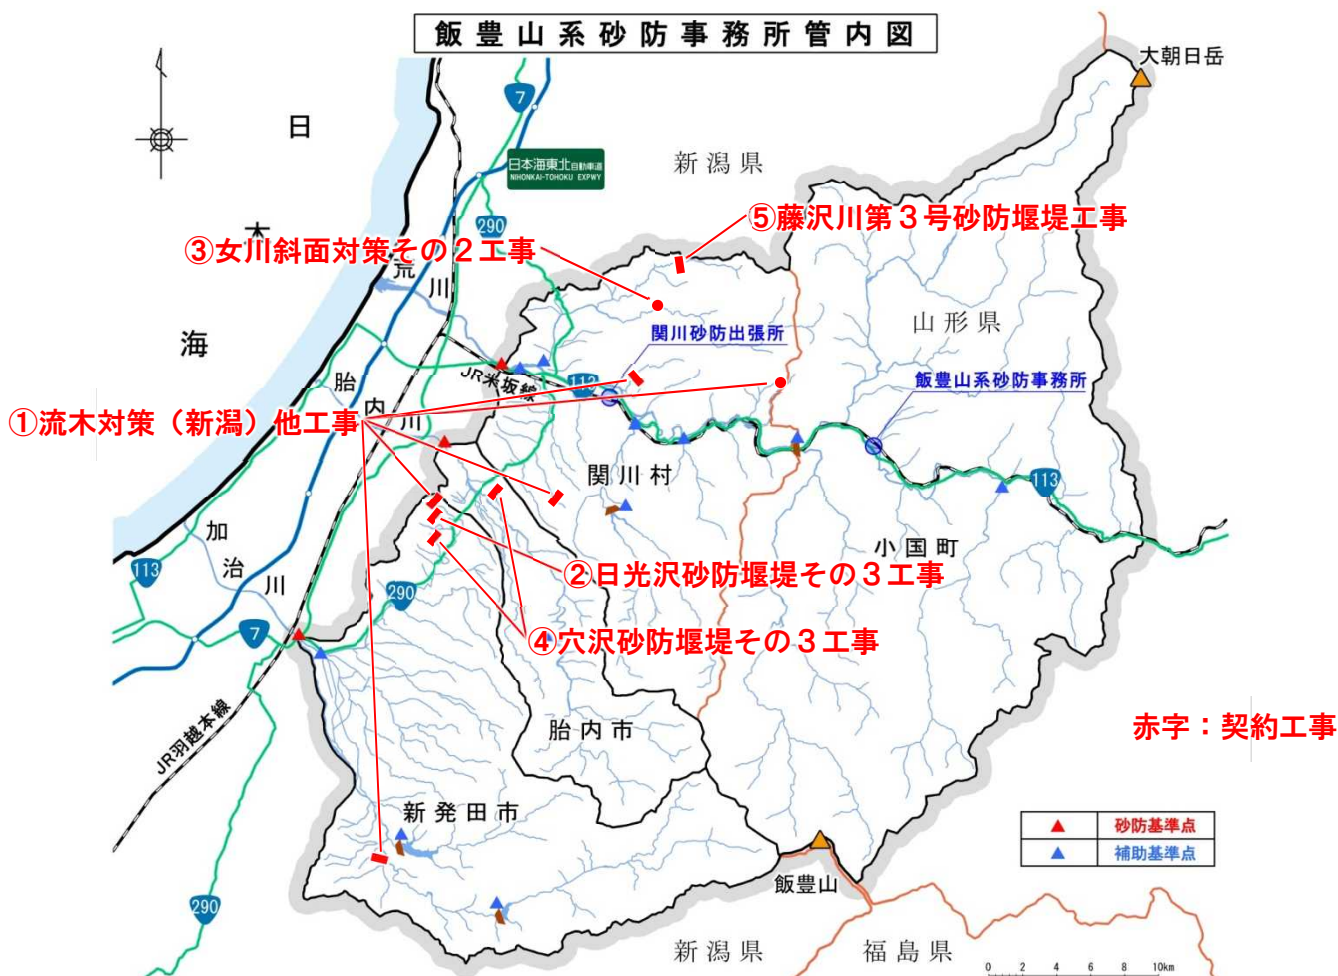 飯豊山系砂防事務所管内図
大朝日岳
7
日
本
海
日本海東北自動車道
NIHONKAI-TOHOKU EXPWY
新潟県
290
⑤藤沢川第3号砂防堰堤工事
③女川斜面対策その2工事
荒
川
山形県
関川砂防出張所
飯豊山系砂防事務所
JR米坂線
113
胎
内
川
①流木対策（新潟）他工事
関川村
113
小国町
加
治
川
113
②日光沢砂防堰堤その3工事
290
7
④穴沢砂防堰堤その3工事
JR羽越本線
胎内市
赤字：契約工事
新発田市
砂防基準点
補助基準点
飯豊山
290
新潟県
福島県
0 2 4 6 8 10km